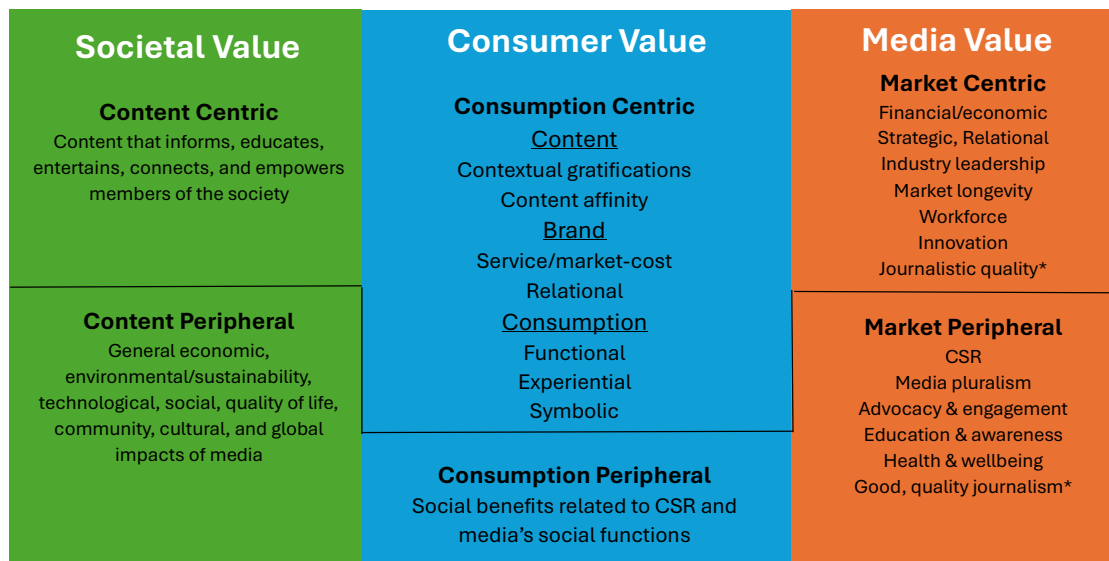 Societal Value
Content Centric
Content that informs, educates,
entertains, connects, and empowers
members of the society
Content Peripheral
General economic,
environmental/sustainability,
technological, social, quality of life,
community, cultural, and global
impacts of media
Consumer Value
Consumption Centric
Content
Contextual gratifications
Content affinity
Brand
Service/market-cost
Relational
Consumption
Functional
Experiential
Symbolic
Consumption Peripheral
Social benefits related to CSR and
media’s social functions
Media Value
Market Centric
Financial/economic
Strategic, Relational
Industry leadership
Market longevity
Workforce
Innovation
Journalistic quality*
Market Peripheral
CSR
Media pluralism
Advocacy & engagement
Education & awareness
Health & wellbeing
Good, quality journalism*